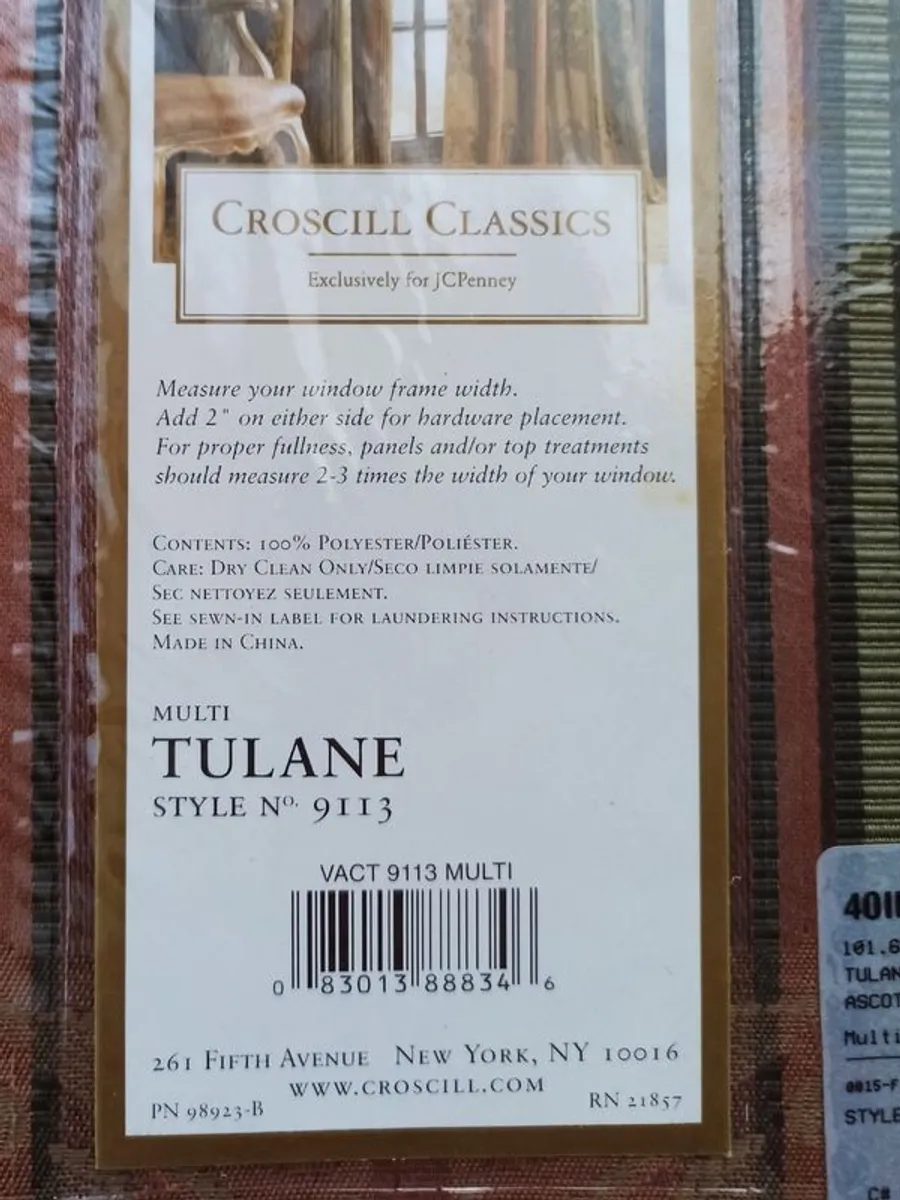 CROSCILL CLASSICS
Exclusively for JCPenney
Measure your window frame width.
Add 2" on either side for hardware placement.
For proper fullness, panels and/or top treatments
should measure 2-3 times the width of your window.
CONTENTS: 100% POLYESTER/POLIÉSTER.
CARE: DRY CLEAN ONLY/SECO LIMPIE SOLAMENTE/
SEC NETTOYEZ SEULEMENT.
SEE SEWN-IN LABEL FOR LAUNDERING INSTRUCTIONS.
MADE IN CHINA.
MULTI
TULANE
STYLE NO. 9113
VACT 9113 MULTI
0 83013 88834 6
261 FIFTH AVENUE NEW YORK, NY 10016
WWW.CROSCILL.COM
PN 98923-B RN 21857
101.6
TULAN
ASCOT
Multi
0015-F
STYLE
C#